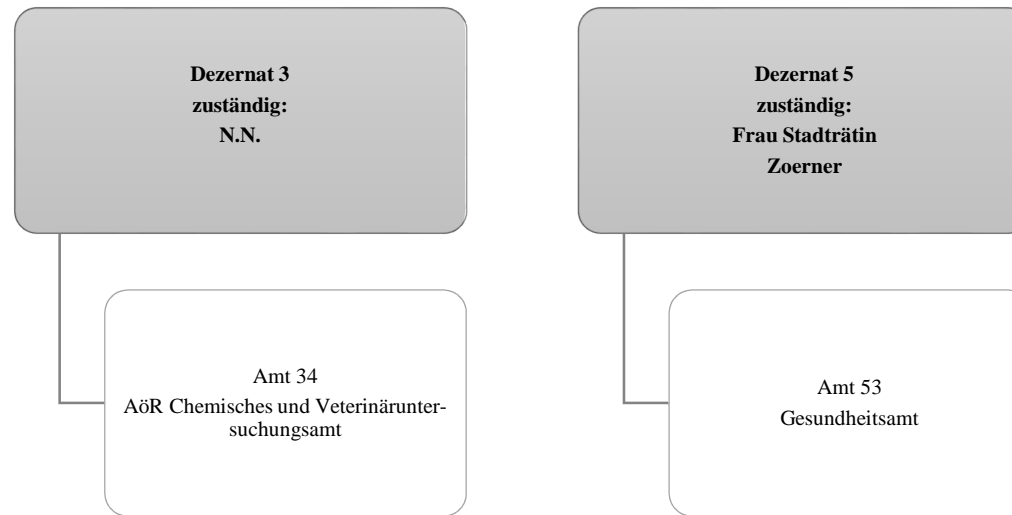 Dezernat 3
zuständig:
N.N.
Amt 34
AöR Chemisches und Veterinärunter-
suchungsamt
Dezernat 5
zuständig:
Frau Stadträtin
Zoerner
Amt 53
Gesundheitsamt